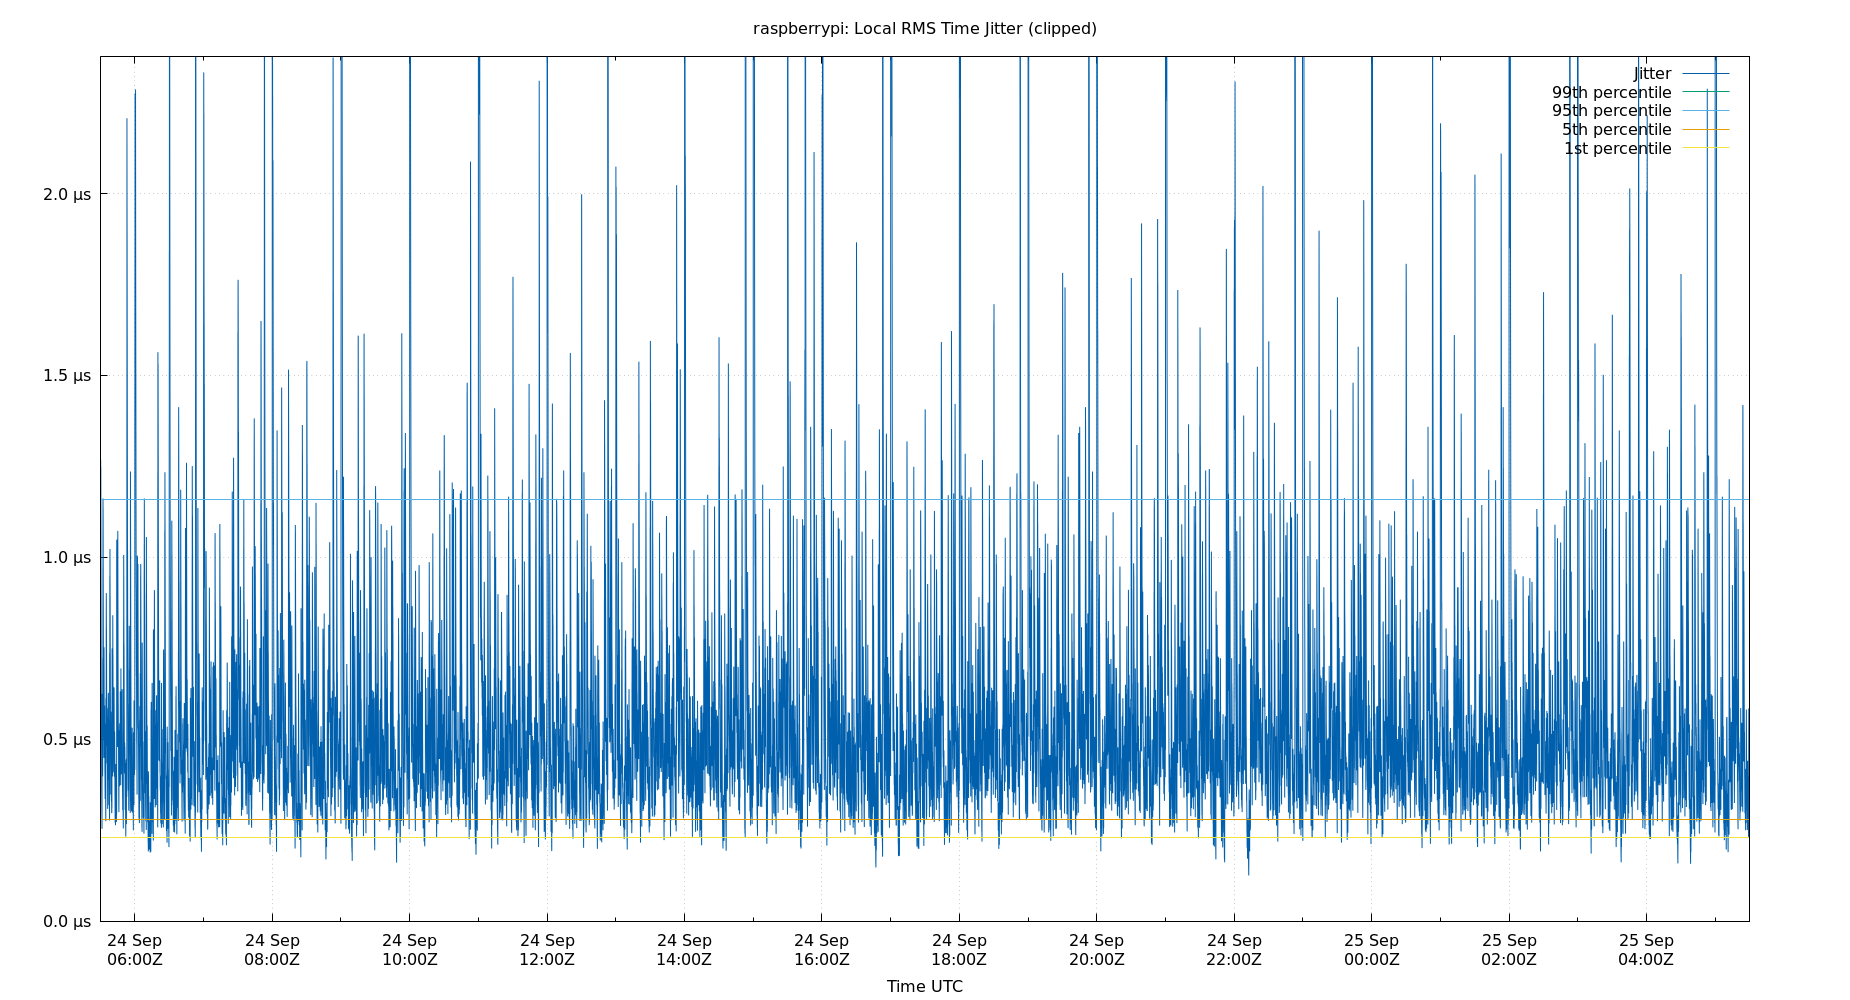 raspberrypi: Local RMS Time Jitter (clipped)
Jitter
99th percentile
95th percentile
5th percentile
1st percentile
2.0 μs
1.5 μs
1.0 μs
0.5 μs
0.0 μs
24 Sep 24 Sep 24 Sep 24 Sep 24 Sep 24 Sep 24 Sep 24 Sep 24 Sep 25 Sep 25 Sep 25 Sep
06:00Z 08:00Z 10:00Z 12:00Z 14:00Z 16:00Z 18:00Z 20:00Z 22:00Z 00:00Z 02:00Z 04:00Z
Time UTC